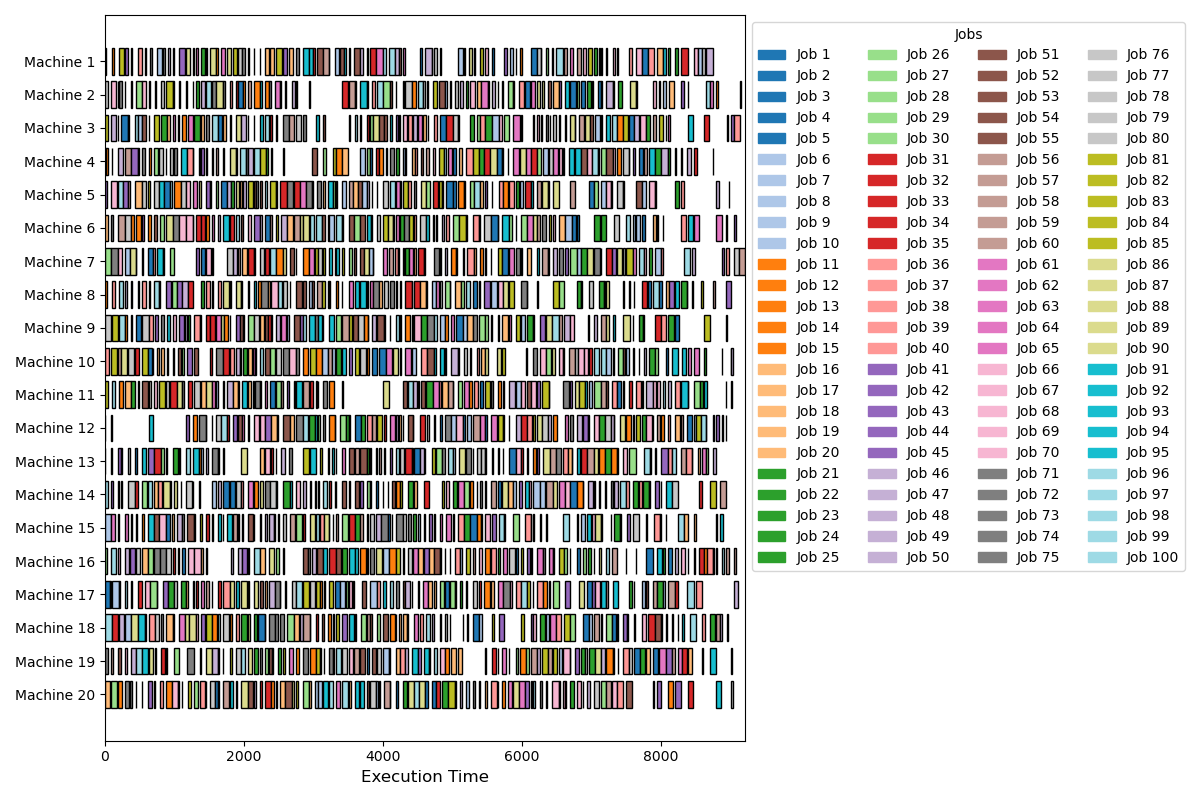 Jobs
Machine 1
Machine 2
Machine 3
Machine 4
Machine 5
Machine 6
Machine 7
Machine 8
Machine 9
Machine 10
Machine 11
Machine 12
Machine 13
Machine 14
Machine 15
Machine 16
Machine 17
Machine 18
Machine 19
Machine 20
0 2000 4000 6000 8000
Execution Time
Job 1 Job 26 Job 51 Job 76
Job 2 Job 27 Job 52 Job 77
Job 3 Job 28 Job 53 Job 78
Job 4 Job 29 Job 54 Job 79
Job 5 Job 30 Job 55 Job 80
Job 6 Job 31 Job 56 Job 81
Job 7 Job 32 Job 57 Job 82
Job 8 Job 33 Job 58 Job 83
Job 9 Job 34 Job 59 Job 84
Job 10 Job 35 Job 60 Job 85
Job 11 Job 36 Job 61 Job 86
Job 12 Job 37 Job 62 Job 87
Job 13 Job 38 Job 63 Job 88
Job 14 Job 39 Job 64 Job 89
Job 15 Job 40 Job 65 Job 90
Job 16 Job 41 Job 66 Job 91
Job 17 Job 42 Job 67 Job 92
Job 18 Job 43 Job 68 Job 93
Job 19 Job 44 Job 69 Job 94
Job 20 Job 45 Job 70 Job 95
Job 21 Job 46 Job 71 Job 96
Job 22 Job 47 Job 72 Job 97
Job 23 Job 48 Job 73 Job 98
Job 24 Job 49 Job 74 Job 99
Job 25 Job 50 Job 75 Job 100